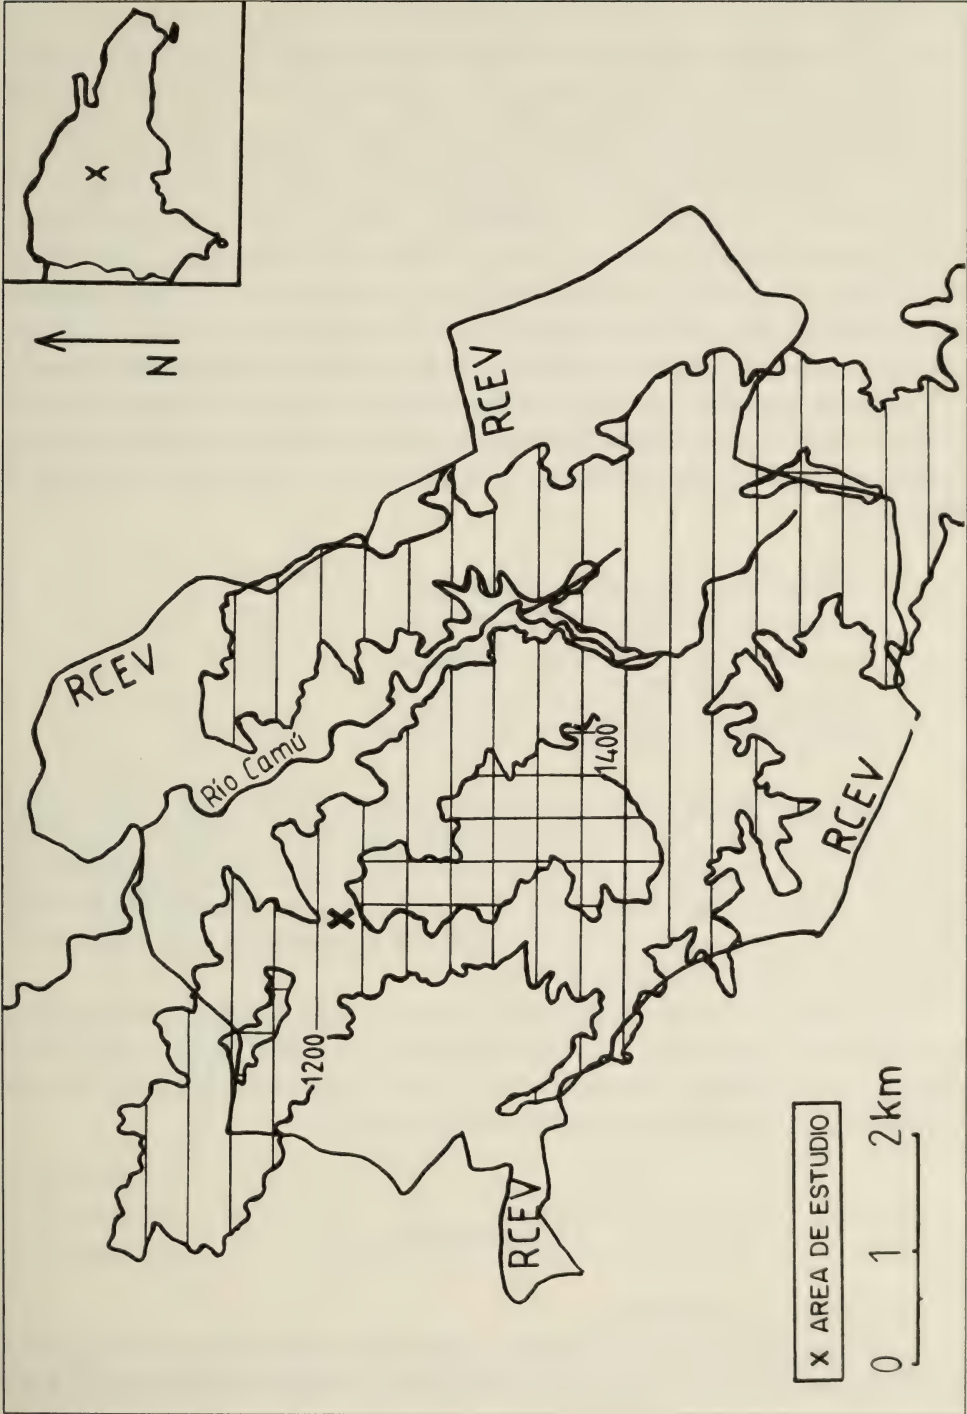 X
N
RCEV
RCEV
Río Camú
1400
X
1200
RCEV
RCEV
X AREA DE ESTUDIO
0 1 2 km